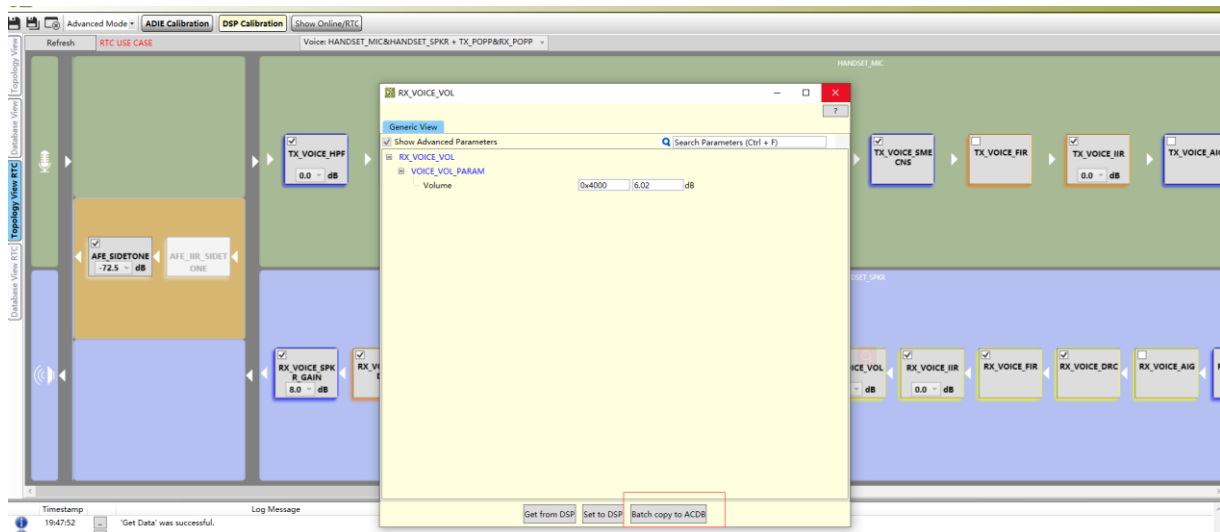 Advanced Mode ADIE Calibration DSP Calibration Show Online/RTC
Refresh RTC USE CASE Voice: HANDSET_MIC&HANDSET_SPKR + TX_POPP&RX_POPP
Topology View
Database View
Topology View RTC
Database View RTC
HANDSET_MIC
TX_VOICE_HPF
0.0 dB
TX_VOICE_SME
CNS
TX_VOICE_FIR
TX_VOICE_IIR
0.0 dB
AFE_SIDETONE
-72.5 dB
AFE_IIR_SIDET
ONE
RX_VOICE_SPK
R_GAIN
8.0 dB
RX_VOICE_VOL
?
Generic View
Show Advanced Parameters Search Parameters (Ctrl + F)
RX_VOICE_VOL
VOICE_VOL_PARAM
Volume 0x4000 6.02 dB
Get from DSP Set to DSP Batch copy to ACDB
dB
RX_VOICE_IIR
0.0 dB
RX_VOICE_FIR
RX_VOICE_DRC
RX_VOICE_AIG
Timestamp Log Message
19:47:52 ... 'Get Data' was successful.